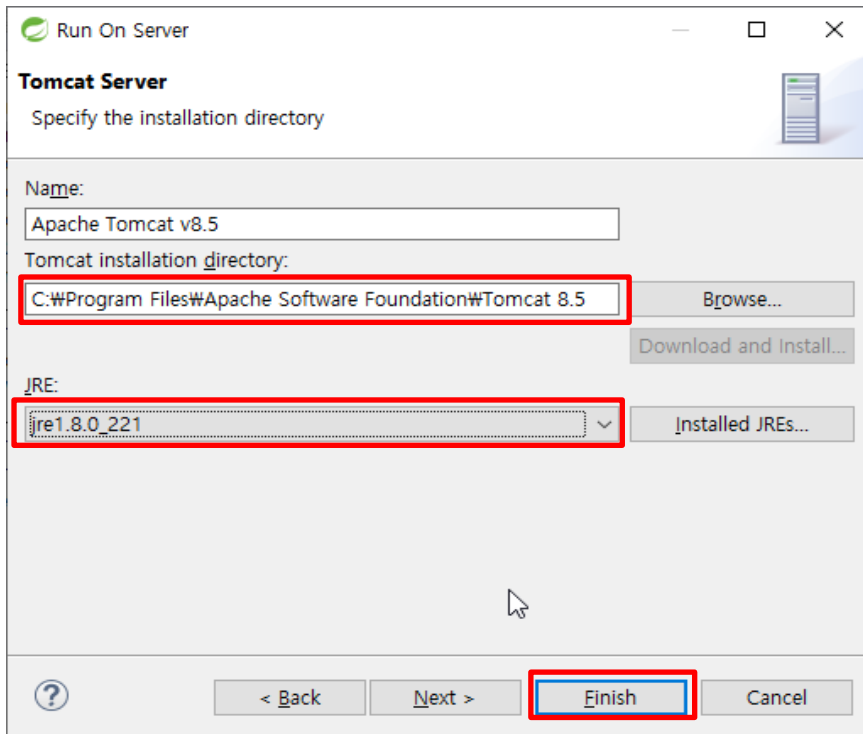 Run On Server
Tomcat Server
Specify the installation directory
Name:
Apache Tomcat v8.5
Tomcat installation directory:
C:₩Program Files₩Apache Software Foundation₩Tomcat 8.5
Browse...
Download and Install...
JRE:
jre1.8.0_221
Installed JREs...
? < Back Next > Finish Cancel